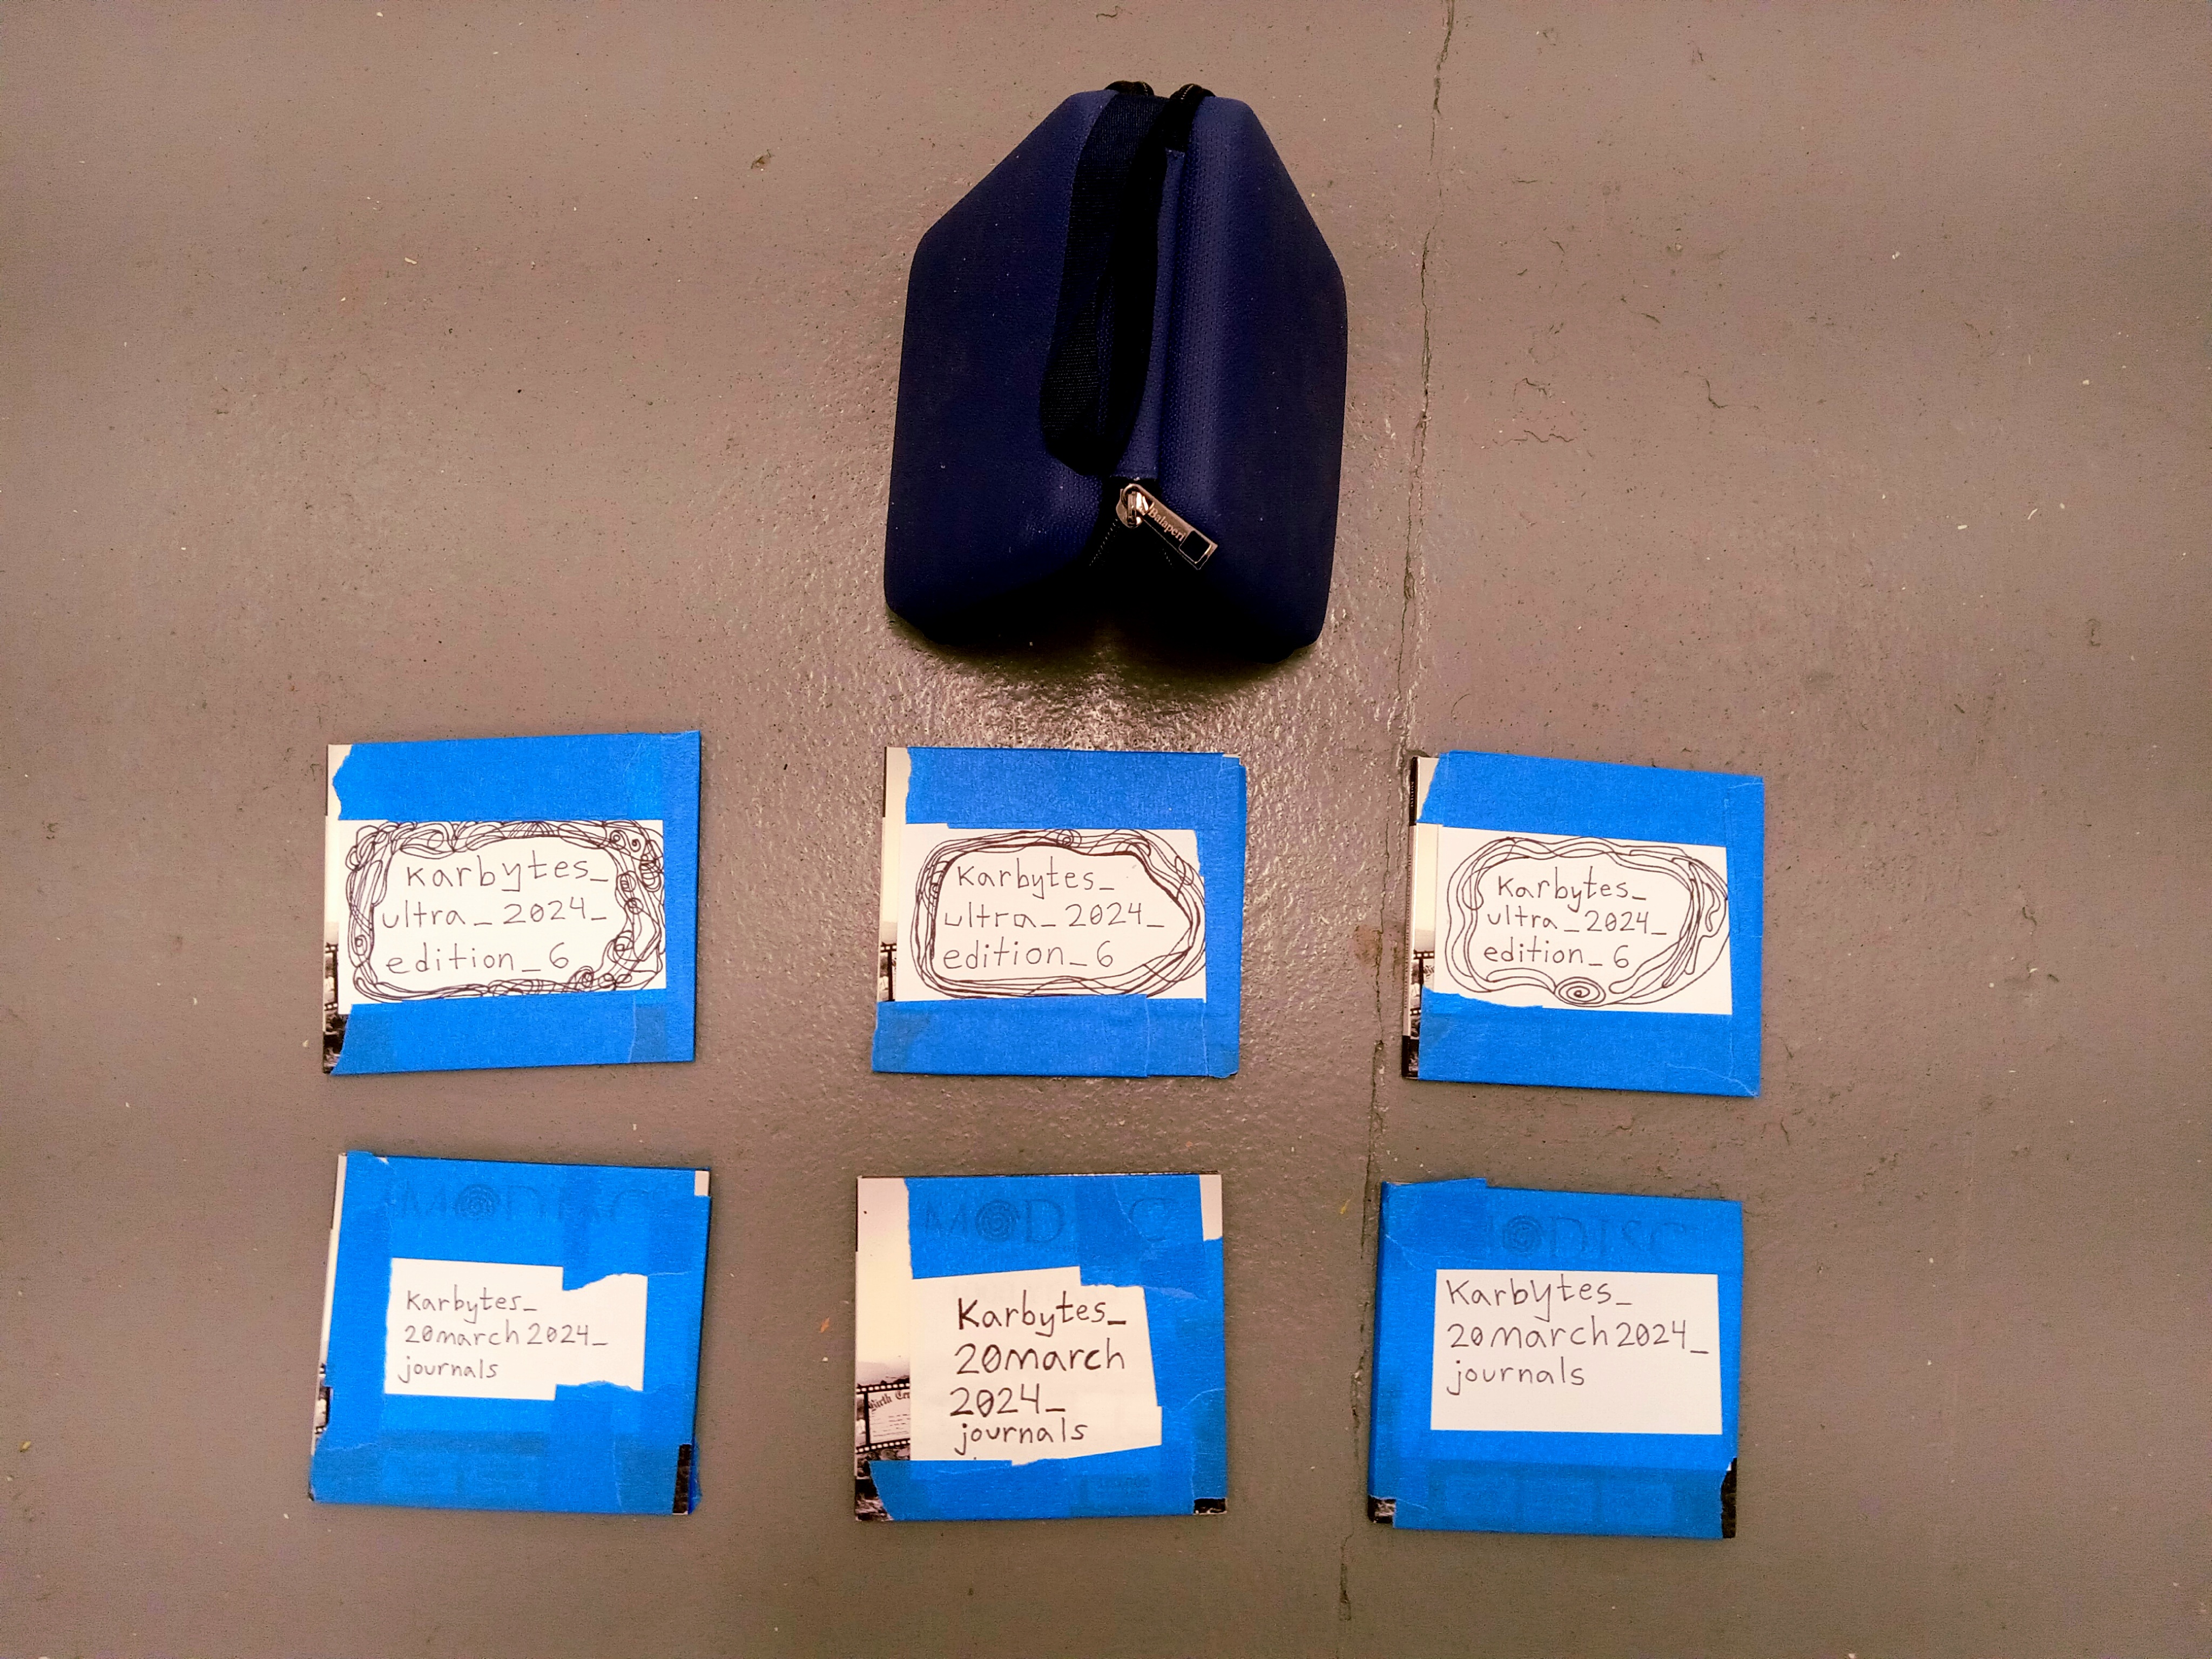 Balaperi
Karbytes_
ultra_2024_
edition_6
Karbytes_
ultra_2024_
edition_6
Karbytes_
ultra_2024_
edition_6
Karbytes_
20march2024_
journals
Karbytes_
20march
2024_
journals
Karbytes_
20march2024_
journals